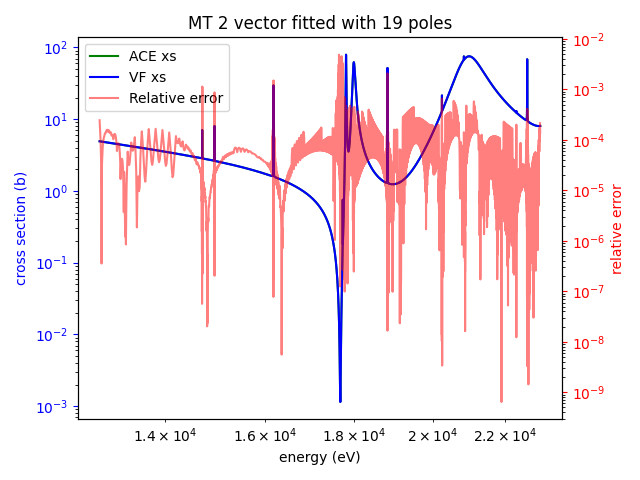 MT 2 vector fitted with 19 poles
ACE xs
VF xs
Relative error
10² 10¹ 10⁰ 10⁻¹ 10⁻² 10⁻³
cross section (b)
10⁻² 10⁻³ 10⁻⁴ 10⁻⁵ 10⁻⁶ 10⁻⁷ 10⁻⁸ 10⁻⁹
relative error
1.4 × 10⁴ 1.6 × 10⁴ 1.8 × 10⁴ 2 × 10⁴ 2.2 × 10⁴
energy (eV)